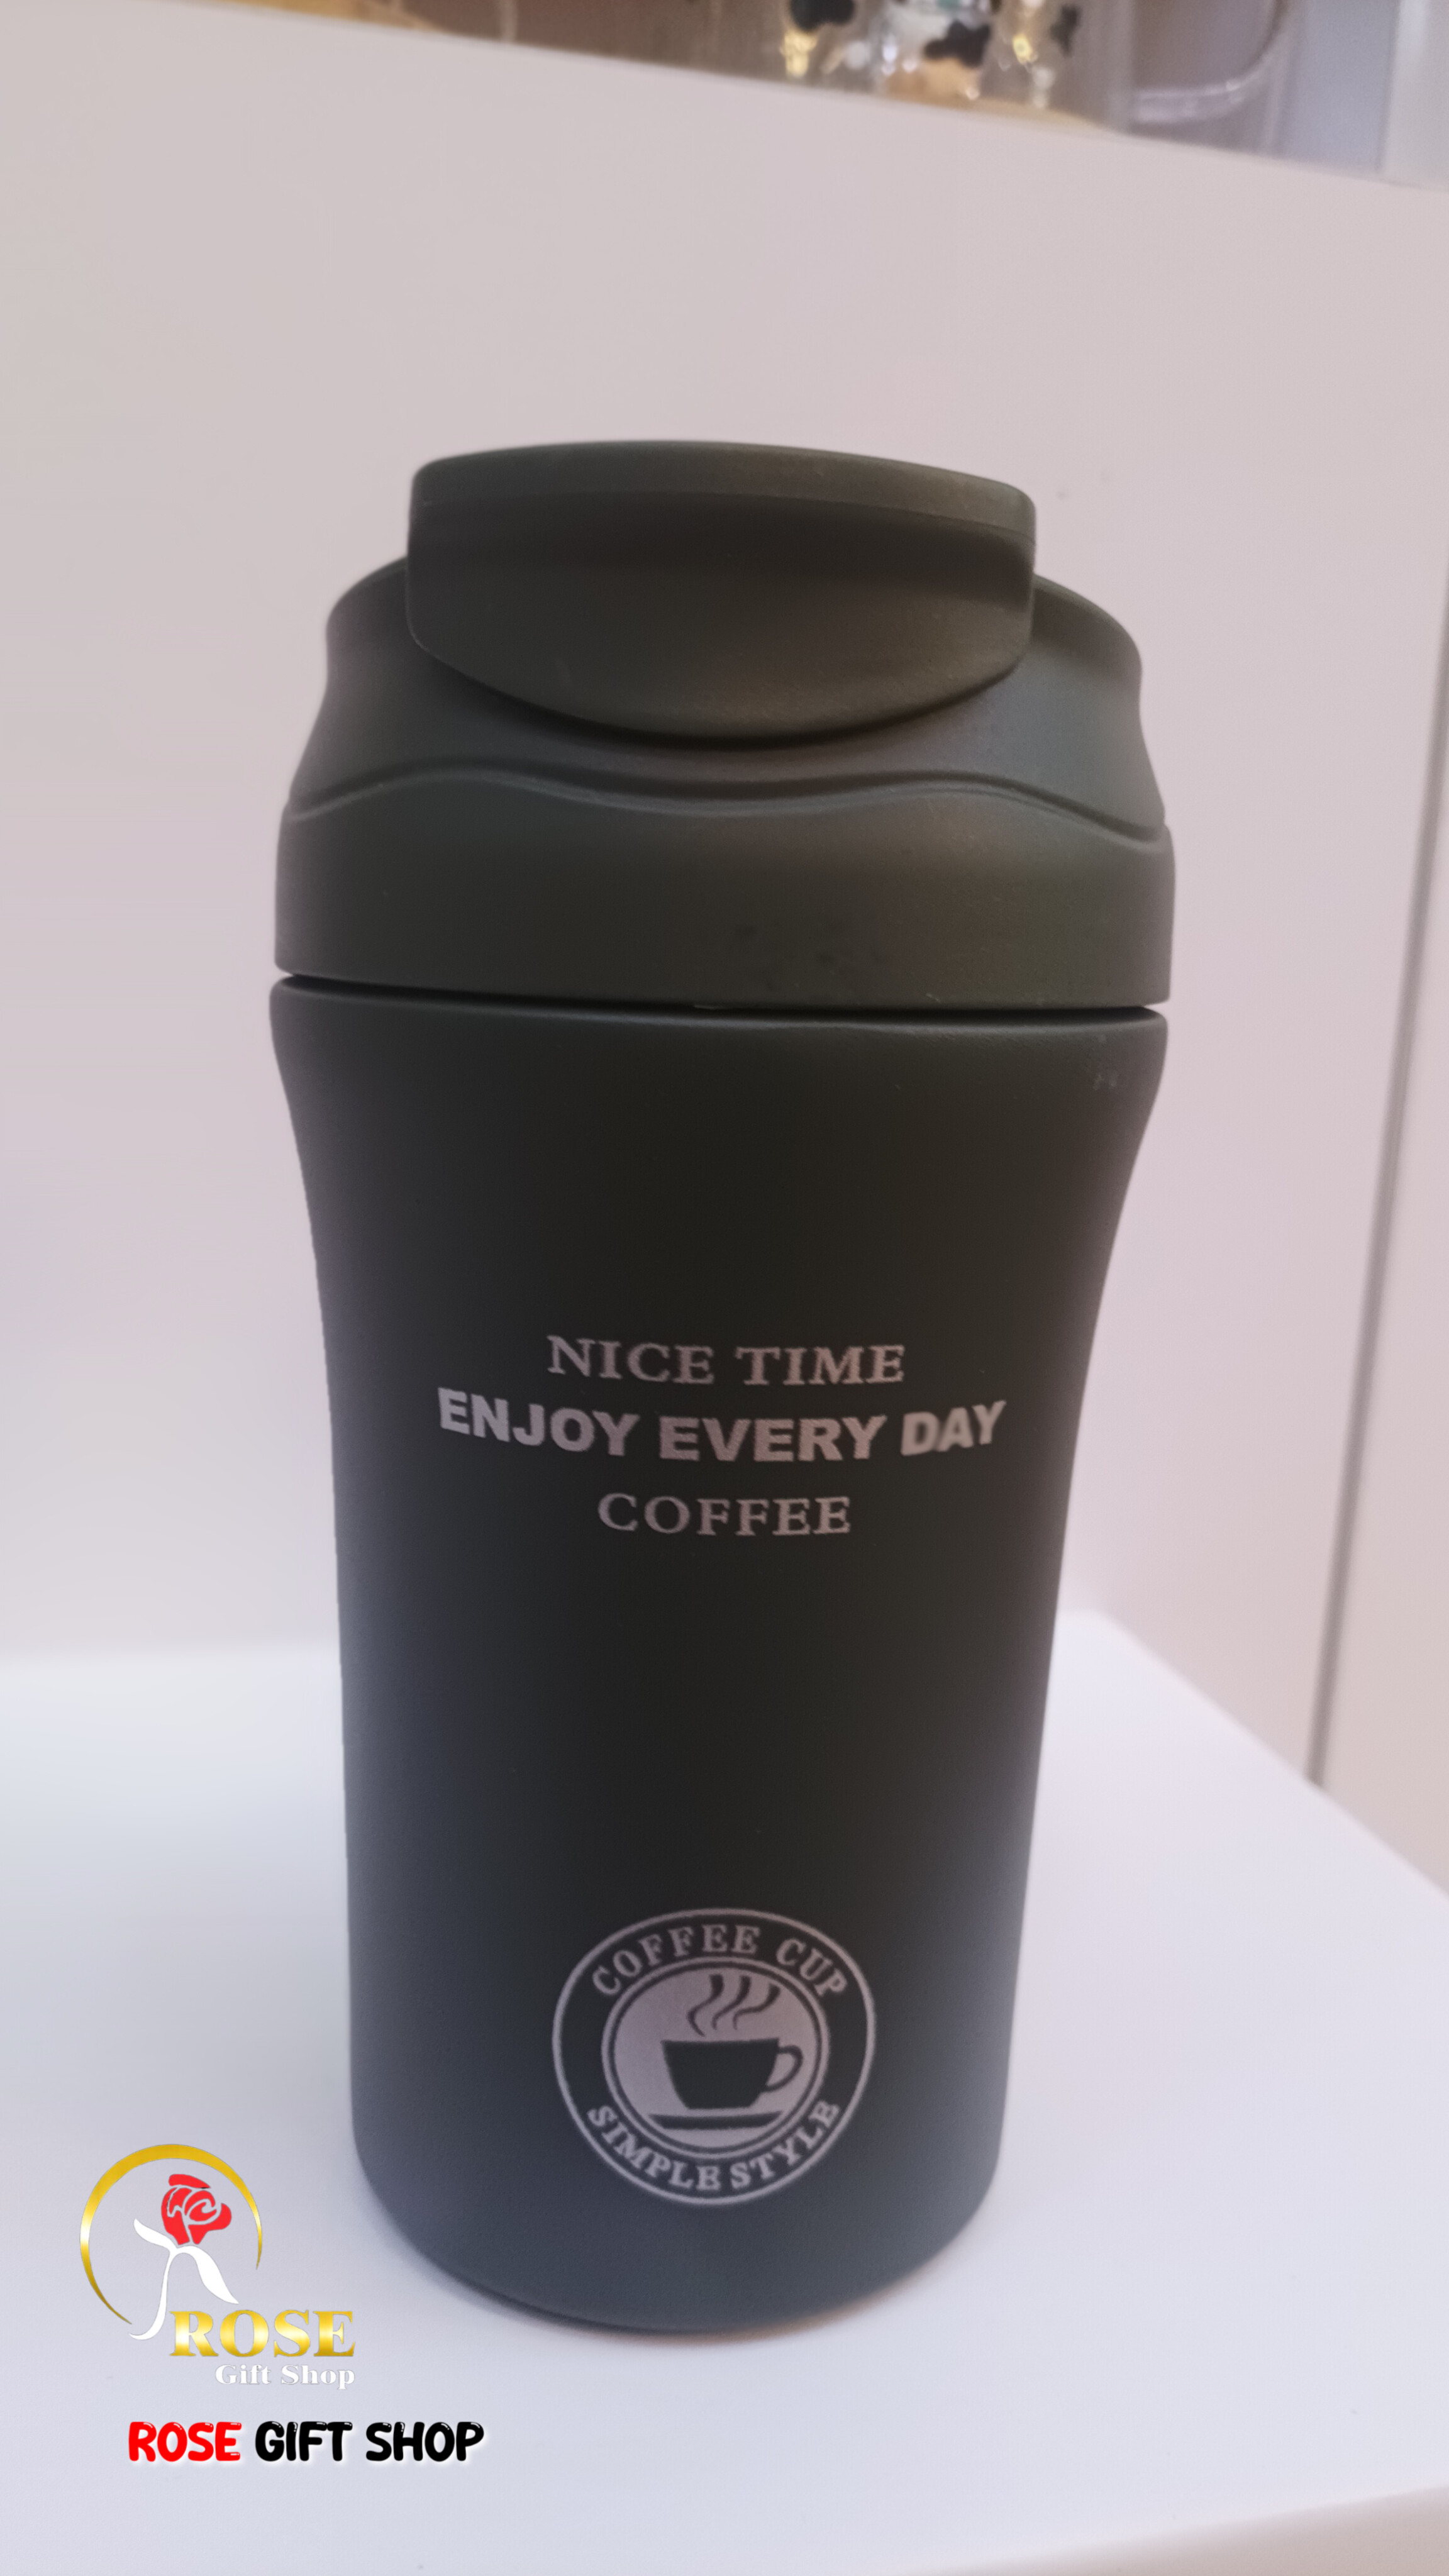 NICE TIME
ENJOY EVERY DAY
COFFEE
COFFEE CUP
SIMPLE STYLE
ROSE
Gift Shop
ROSE GIFT SHOP